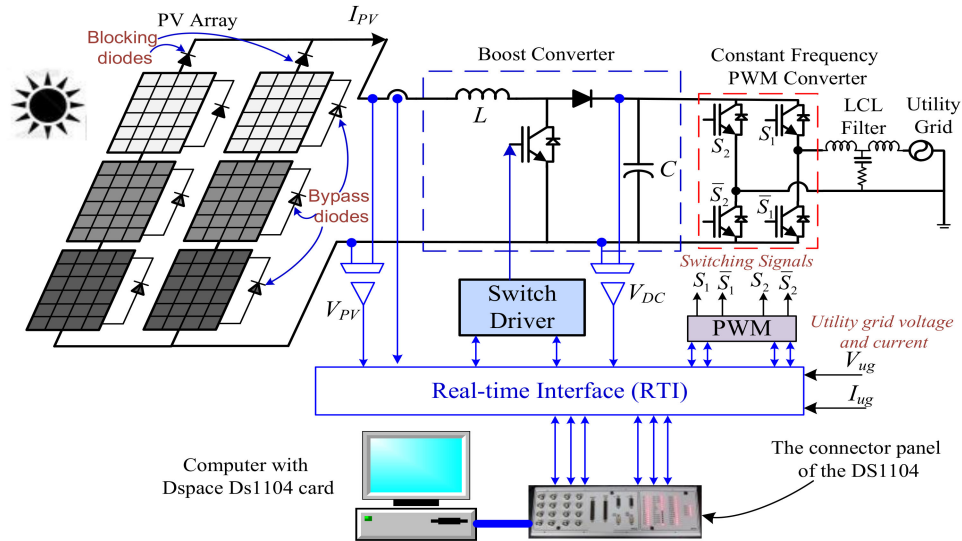 I_PV
PV Array
Blocking
diodes
Bypass
diodes
Boost Converter
L
C
Constant Frequency
PWM Converter
LCL
Filter
Utility
Grid
S_2
S_1
S̅_2
S̅_1
Switching Signals
S_1 S̅_1 S_2 S̅_2
V_PV
Switch
Driver
V_DC
PWM
Utility grid voltage
and current
V_ug
I_ug
Real-time Interface (RTI)
Computer with
Dspace Ds1104 card
The connector panel
of the DS1104